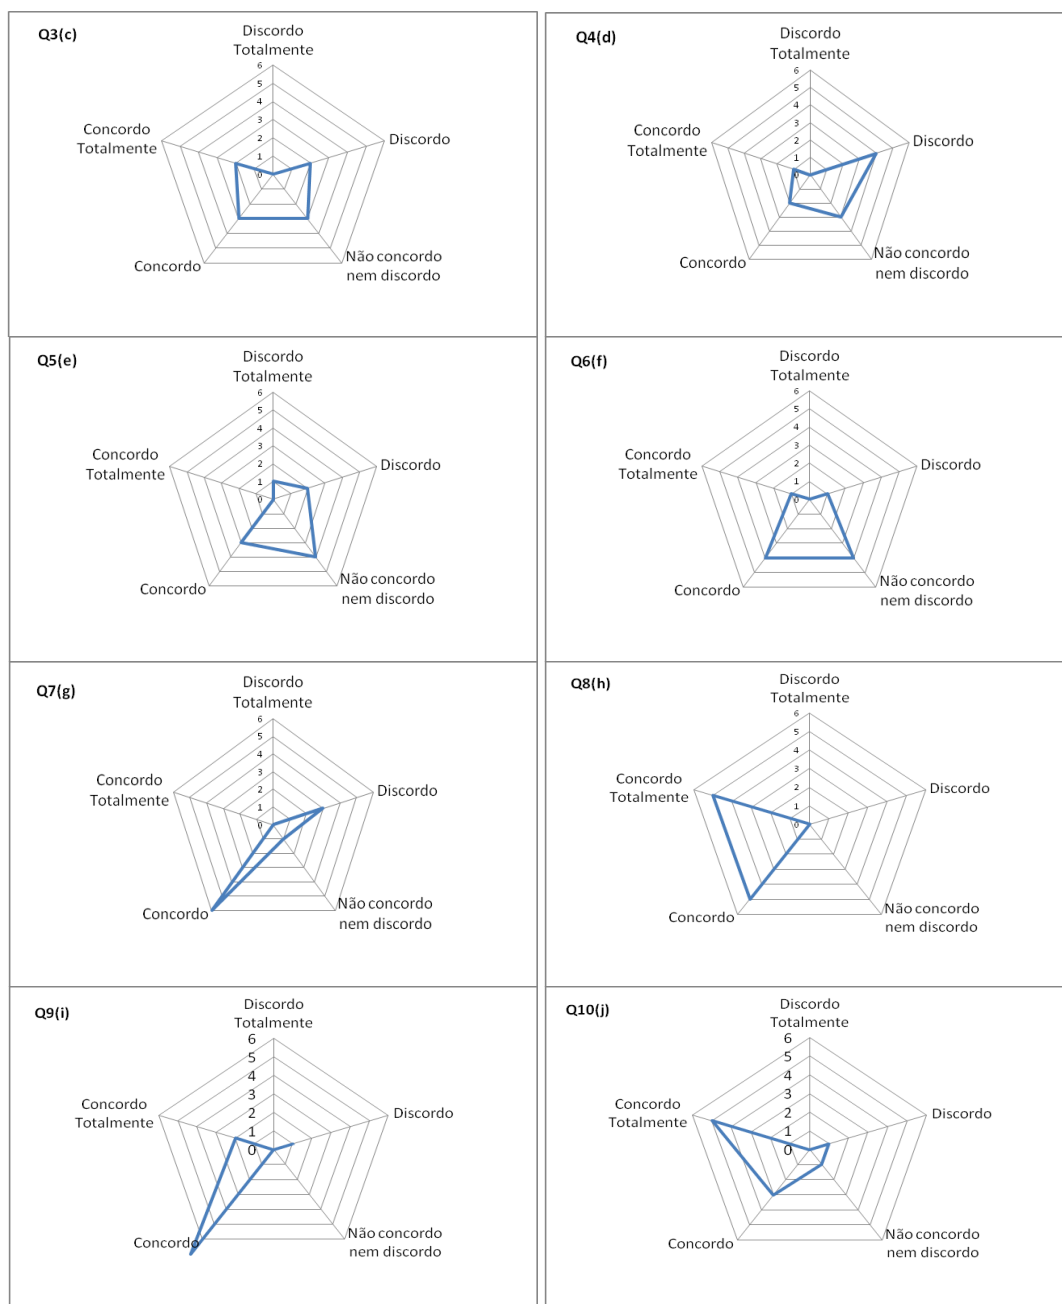 Q3(c)
Discordo
Totalmente
6
5
4
3
2
1
0
Discordo
Não concordo
nem discordo
Concordo
Concordo
Totalmente
Q4(d)
Discordo
Totalmente
6
5
4
3
2
1
0
Discordo
Não concordo
nem discordo
Concordo
Concordo
Totalmente
Q5(e)
Discordo
Totalmente
6
5
4
3
2
1
0
Discordo
Não concordo
nem discordo
Concordo
Concordo
Totalmente
Q6(f)
Discordo
Totalmente
6
5
4
3
2
1
0
Discordo
Não concordo
nem discordo
Concordo
Concordo
Totalmente
Q7(g)
Discordo
Totalmente
6
5
4
3
2
1
0
Discordo
Não concordo
nem discordo
Concordo
Concordo
Totalmente
Q8(h)
Discordo
Totalmente
6
5
4
3
2
1
0
Discordo
Não concordo
nem discordo
Concordo
Concordo
Totalmente
Q9(i)
Discordo
Totalmente
6
5
4
3
2
1
0
Discordo
Não concordo
nem discordo
Concordo
Concordo
Totalmente
Q10(j)
Discordo
Totalmente
6
5
4
3
2
1
0
Discordo
Não concordo
nem discordo
Concordo
Concordo
Totalmente